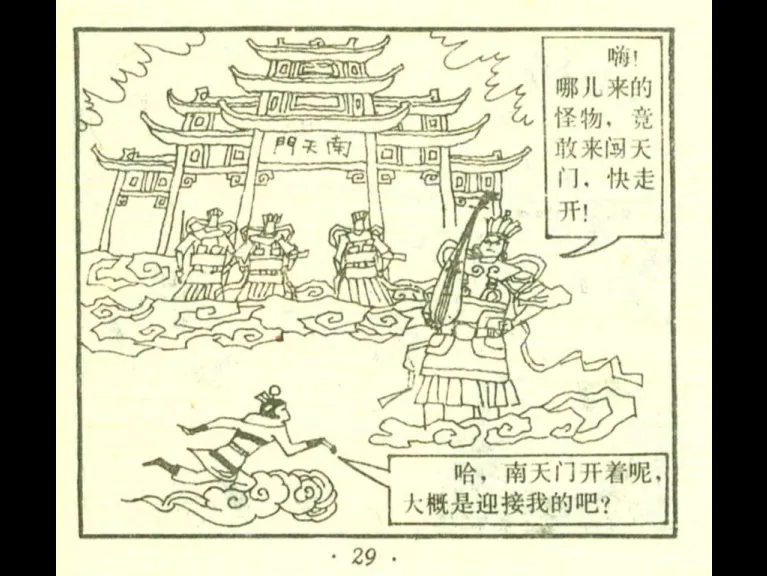 嗨!
哪儿来的
怪物，竟
敢来闯天
门，快走
开!
門天南
哈，南天门开着呢，
大概是迎接我的吧?
· 29 ·